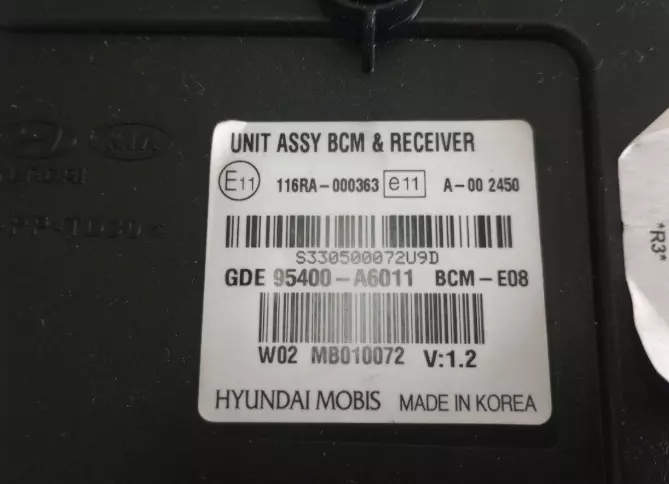 UNIT ASSY BCM & RECEIVER
E11 116RA-000363 e11 A-00 2450
S330500072U9D
GDE 95400-A6011 BCM-E08
W02 MB010072 V:1.2
HYUNDAI MOBIS MADE IN KOREA
KIA
*R3*